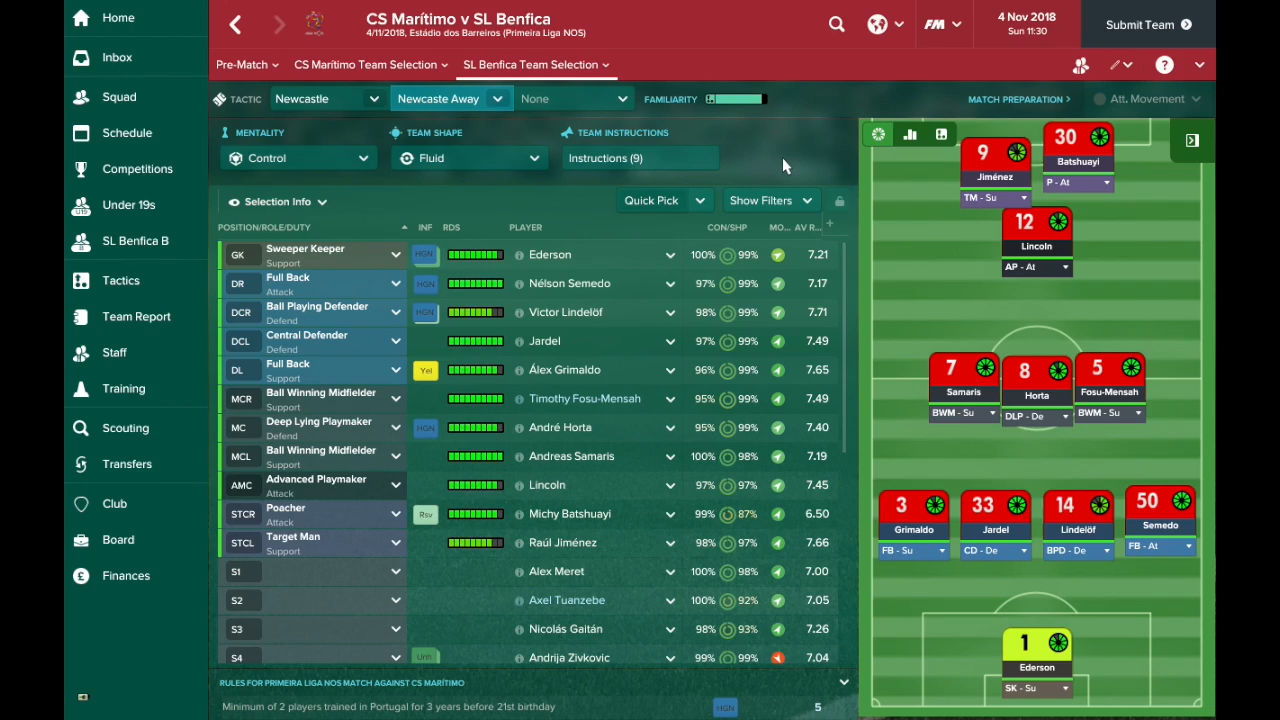 Home
Inbox
Squad
Schedule
Competitions
Under 19s
U19
SL Benfica B
B
Tactics
Team Report
Staff
Training
Scouting
Transfers
Club
Board
Finances
CS Marítimo v SL Benfica
4/11/2018, Estádio dos Barreiros (Primeira Liga NOS)
FM
4 Nov 2018
Sun 11:30
Submit Team
Pre-Match
CS Marítimo Team Selection
SL Benfica Team Selection
?
TACTIC
Newcastle
Newcaste Away
None
FAMILIARITY
MATCH PREPARATION >
Att. Movement
MENTALITY
TEAM SHAPE
TEAM INSTRUCTIONS
Control
Fluid
Instructions (9)
Selection Info
Quick Pick
Show Filters
POSITION/ROLE/DUTY INF RDS PLAYER CON/SHP MO... AV R... +
GK Sweeper Keeper Support HGN Ederson 100% 99% 7.21
DR Full Back Attack HGN Nélson Semedo 97% 99% 7.17
DCR Ball Playing Defender Defend HGN Victor Lindelöf 98% 99% 7.71
DCL Central Defender Defend Jardel 97% 99% 7.49
DL Full Back Support Yel Álex Grimaldo 96% 99% 7.65
MCR Ball Winning Midfielder Support Timothy Fosu-Mensah 95% 99% 7.49
MC Deep Lying Playmaker Defend HGN André Horta 95% 99% 7.40
MCL Ball Winning Midfielder Support Andreas Samaris 100% 98% 7.19
AMC Advanced Playmaker Attack Lincoln 97% 97% 7.45
STCR Poacher Attack Rsv Michy Batshuayi 99% 87% 6.50
STCL Target Man Support Raúl Jiménez 98% 97% 7.66
S1 Alex Meret 100% 98% 7.00
S2 Axel Tuanzebe 100% 92% 7.05
S3 Nicolás Gaitán 98% 93% 7.26
S4 Urn Andrija Zivkovic 99% 99% 7.04
RULES FOR PRIMEIRA LIGA NOS MATCH AGAINST CS MARÍTIMO
Minimum of 2 players trained in Portugal for 3 years before 21st birthday HGN 5
9
Jiménez
TM - Su
30
Batshuayi
P - At
12
Lincoln
AP - At
7
Samaris
BWM - Su
8
Horta
DLP - De
5
Fosu-Mensah
BWM - Su
3
Grimaldo
FB - Su
33
Jardel
CD - De
14
Lindelöf
BPD - De
50
Semedo
FB - At
1
Ederson
SK - Su